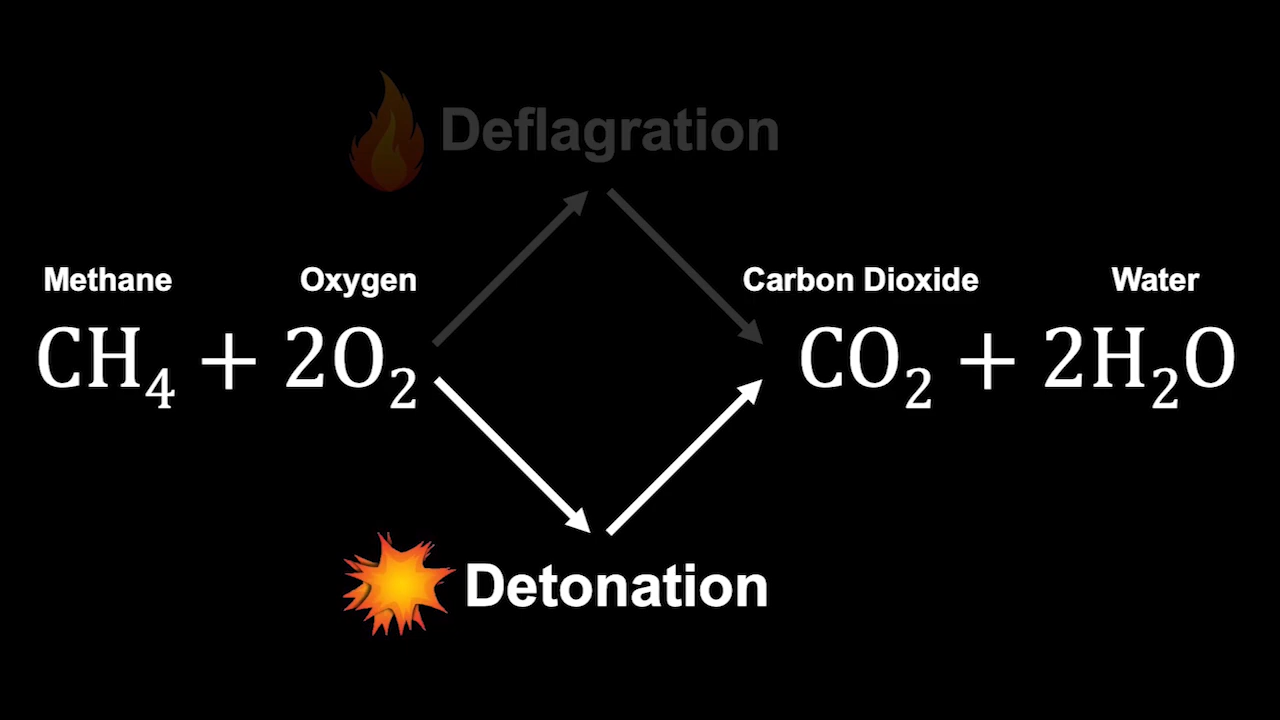 Deflagration
Methane Oxygen Carbon Dioxide Water
CH₄ + 2O₂ CO₂ + 2H₂O
Detonation